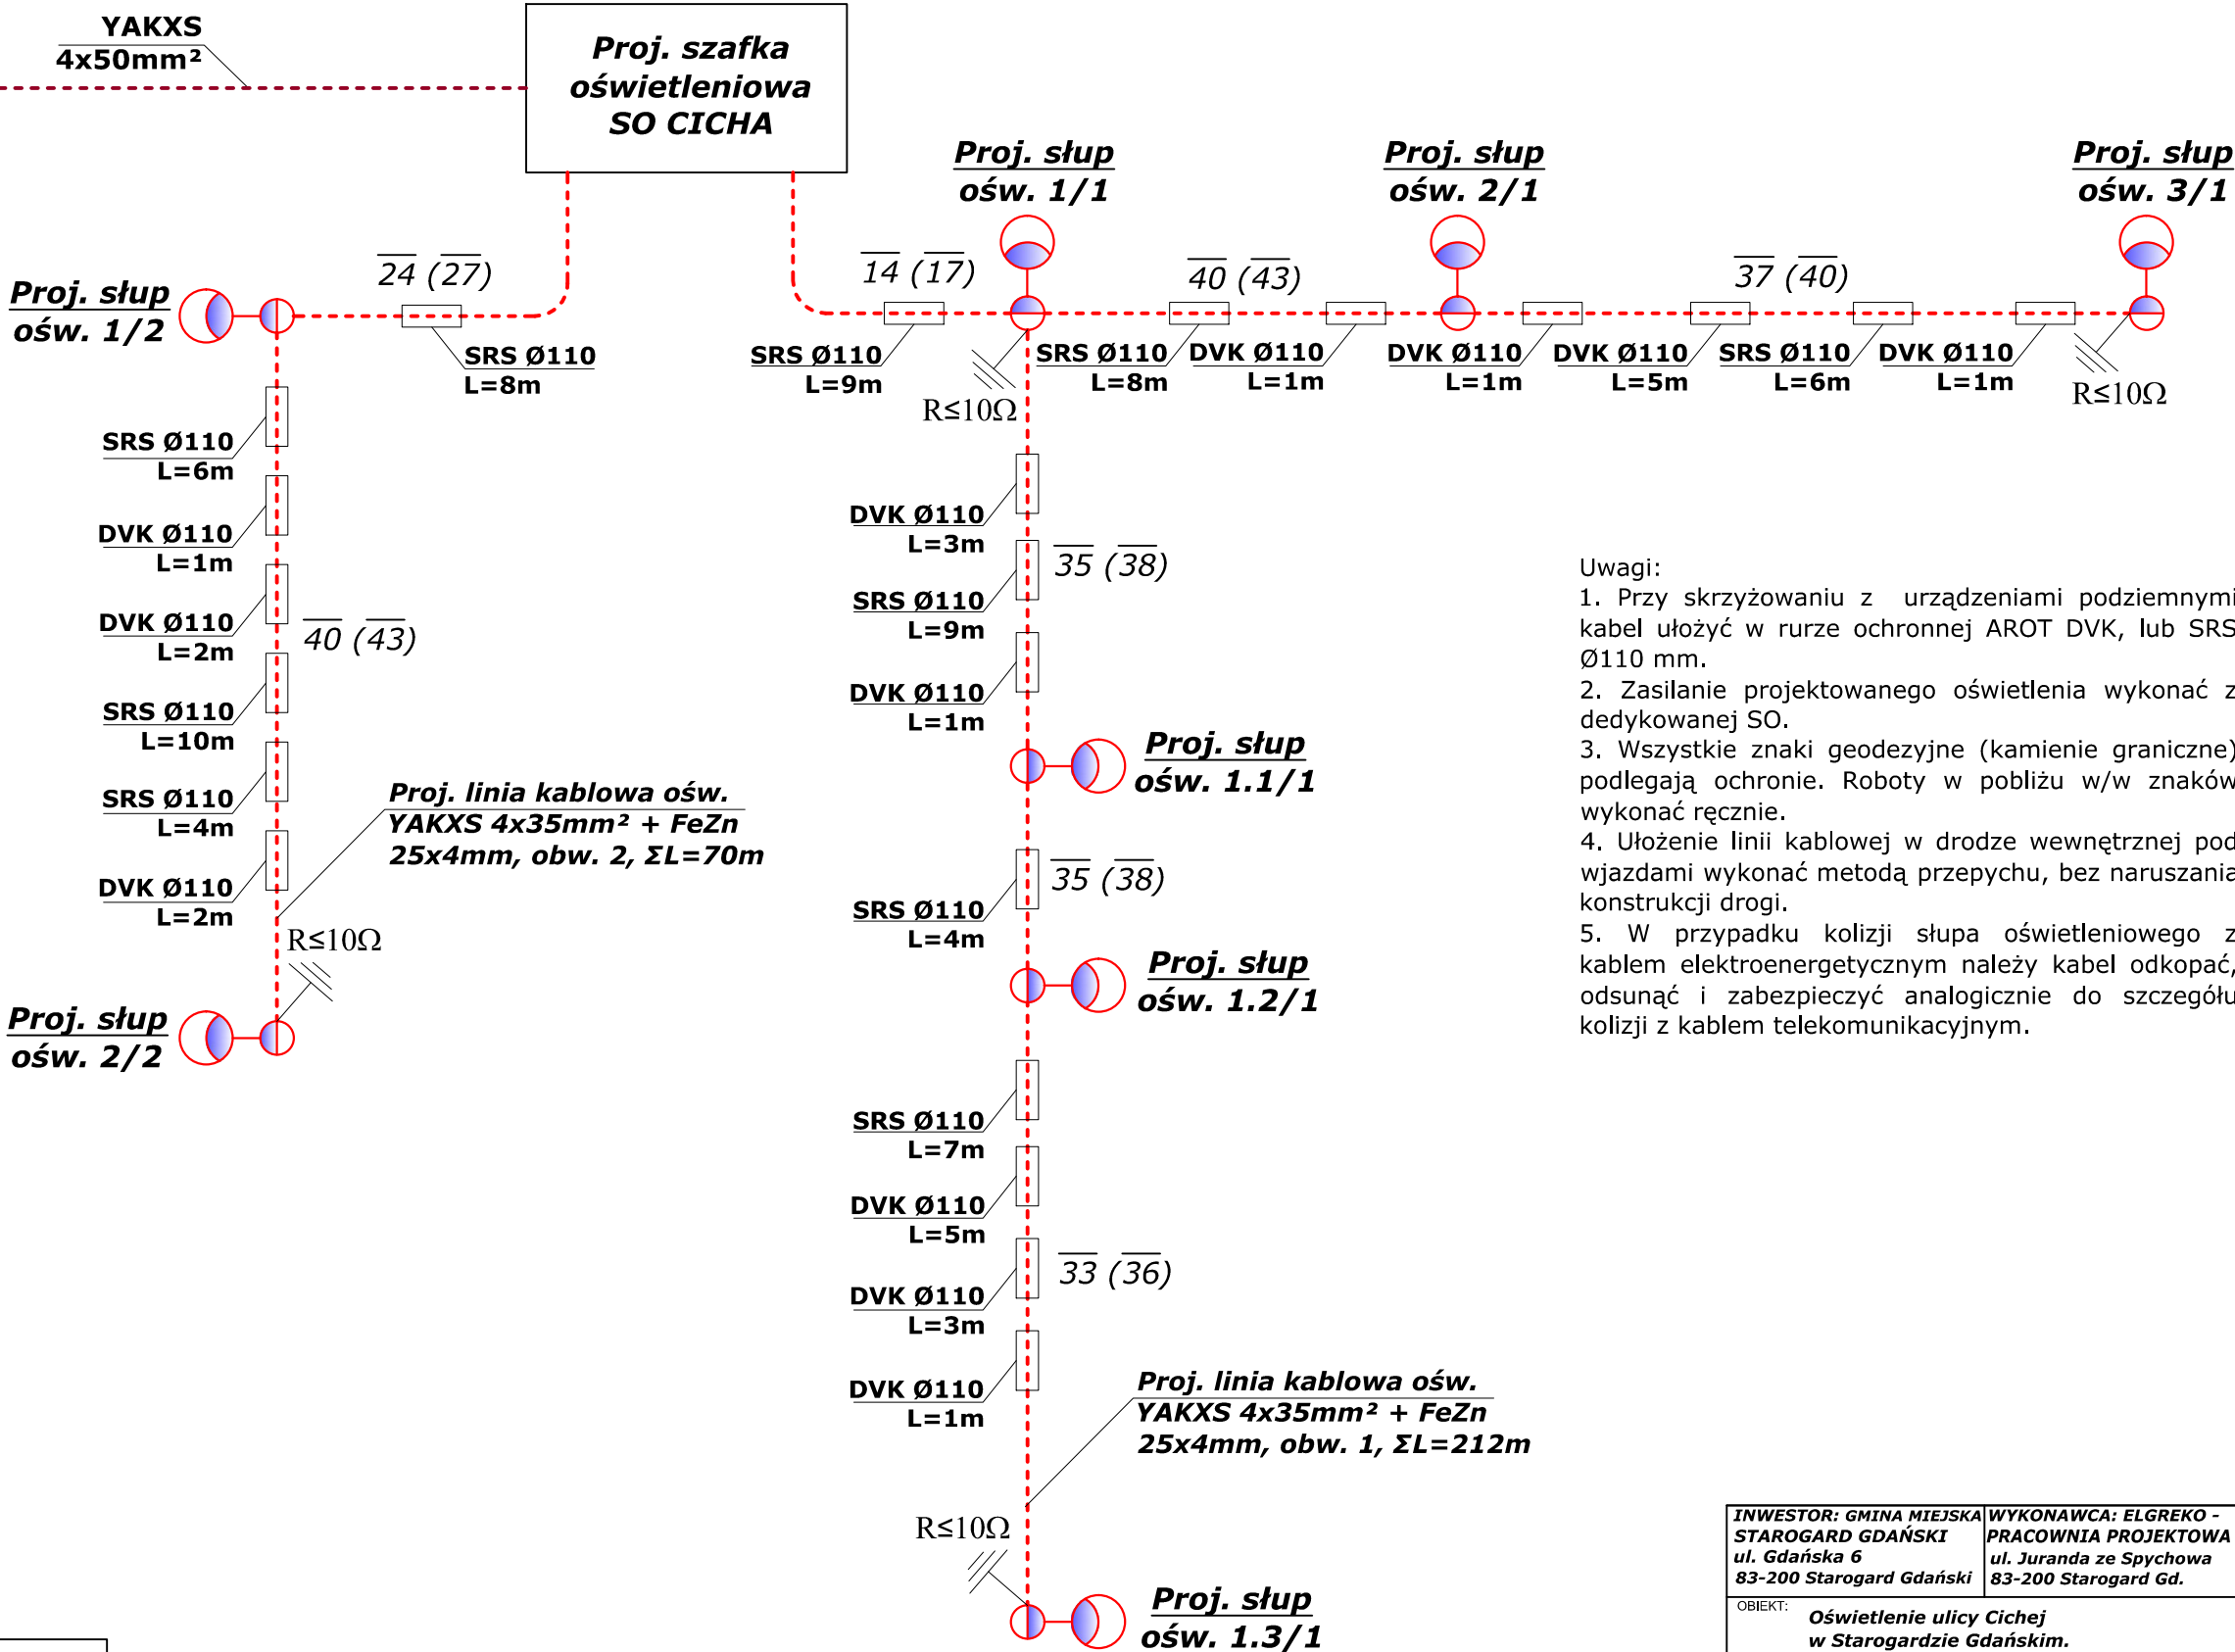 YAKXS
4x50mm²
Proj. szafka
oświetleniowa
SO CICHA
Proj. słup
ośw. 1/1
Proj. słup
ośw. 2/1
Proj. słup
ośw. 3/1
Proj. słup
ośw. 1/2
24 (27)
14 (17)
40 (43)
37 (40)
SRS Ø110
L=8m
SRS Ø110
L=9m
SRS Ø110
L=8m
DVK Ø110
L=1m
DVK Ø110
L=1m
DVK Ø110
L=5m
SRS Ø110
L=6m
DVK Ø110
L=1m
R≤10Ω
R≤10Ω
SRS Ø110
L=6m
DVK Ø110
L=1m
DVK Ø110
L=2m
40 (43)
SRS Ø110
L=10m
SRS Ø110
L=4m
DVK Ø110
L=2m
Proj. linia kablowa ośw.
YAKXS 4x35mm² + FeZn
25x4mm, obw. 2, ΣL=70m
R≤10Ω
Proj. słup
ośw. 2/2
DVK Ø110
L=3m
35 (38)
SRS Ø110
L=9m
DVK Ø110
L=1m
Proj. słup
ośw. 1.1/1
35 (38)
SRS Ø110
L=4m
Proj. słup
ośw. 1.2/1
SRS Ø110
L=7m
DVK Ø110
L=5m
33 (36)
DVK Ø110
L=3m
DVK Ø110
L=1m
Proj. linia kablowa ośw.
YAKXS 4x35mm² + FeZn
25x4mm, obw. 1, ΣL=212m
R≤10Ω
Proj. słup
ośw. 1.3/1
Uwagi:
1. Przy skrzyżowaniu z urządzeniami podziemnymi
kabel ułożyć w rurze ochronnej AROT DVK, lub SRS
Ø110 mm.
2. Zasilanie projektowanego oświetlenia wykonać z
dedykowanej SO.
3. Wszystkie znaki geodezyjne (kamienie graniczne)
podlegają ochronie. Roboty w pobliżu w/w znaków
wykonać ręcznie.
4. Ułożenie linii kablowej w drodze wewnętrznej pod
wjazdami wykonać metodą przepychu, bez naruszania
konstrukcji drogi.
5. W przypadku kolizji słupa oświetleniowego z
kablem elektroenergetycznym należy kabel odkopać,
odsunąć i zabezpieczyć analogicznie do szczegółu
kolizji z kablem telekomunikacyjnym.
INWESTOR: GMINA MIEJSKA
STAROGARD GDAŃSKI
ul. Gdańska 6
83-200 Starogard Gdański
WYKONAWCA: ELGREKO -
PRACOWNIA PROJEKTOWA
ul. Juranda ze Spychowa
83-200 Starogard Gd.
OBIEKT:
Oświetlenie ulicy Cichej
w Starogardzie Gdańskim.